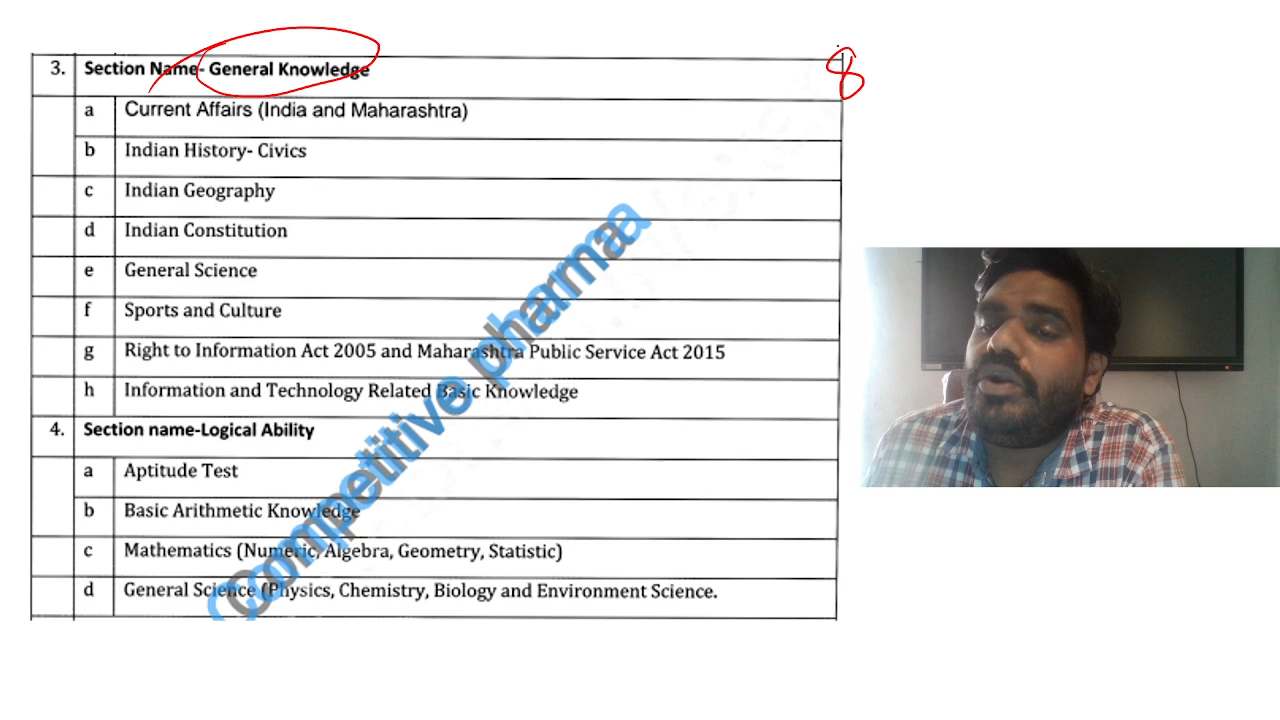 3. Section Name- General Knowledge 8
a Current Affairs (India and Maharashtra)
b Indian History- Civics
c Indian Geography
d Indian Constitution
e General Science
f Sports and Culture
g Right to Information Act 2005 and Maharashtra Public Service Act 2015
h Information and Technology Related Basic Knowledge
4. Section name-Logical Ability
a Aptitude Test
b Basic Arithmetic Knowledge
c Mathematics (Numeric, Algebra, Geometry, Statistic)
d General Science (Physics, Chemistry, Biology and Environment Science.
Competitive pharmaa